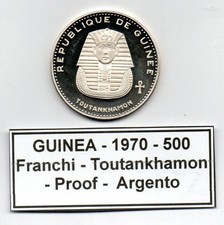 REPUBLIQUE DE GUINEE
TOUTANKHAMON
GUINEA - 1970 - 500
Franchi - Toutankhamon
- Proof - Argento